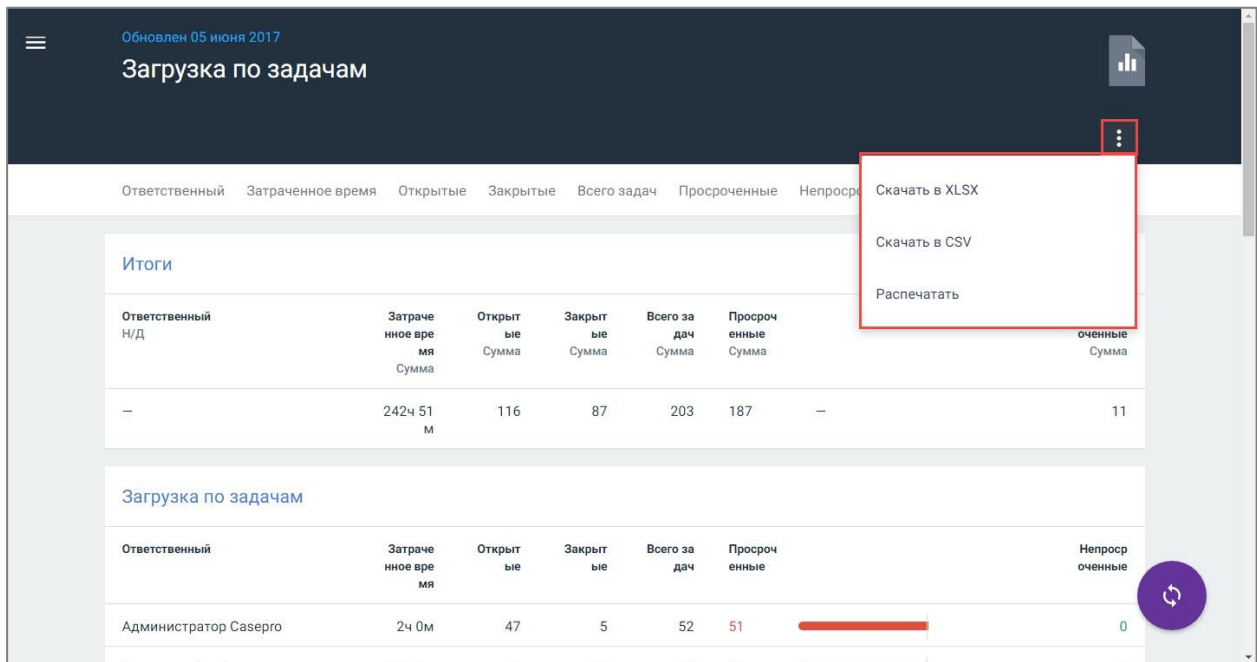 Обновлен 05 июня 2017
Загрузка по задачам
Ответственный Затраченное время Открытые Закрытые Всего задач Просроченные
Скачать в XLSX
Скачать в CSV
Распечатать
Итоги
Ответственный Затраче Открыт Закрыт Всего за Просроч
Н/Д нное вре ые ые дач енные оченные
мя Сумма Сумма Сумма Сумма Сумма
Сумма
— 242ч 51 116 87 203 187 — 11
м
Загрузка по задачам
Ответственный Затраче Открыт Закрыт Всего за Просроч Непроср
нное вре ые ые дач енные оченные
мя
Администратор Casepro 2ч 0м 47 5 52 51 0